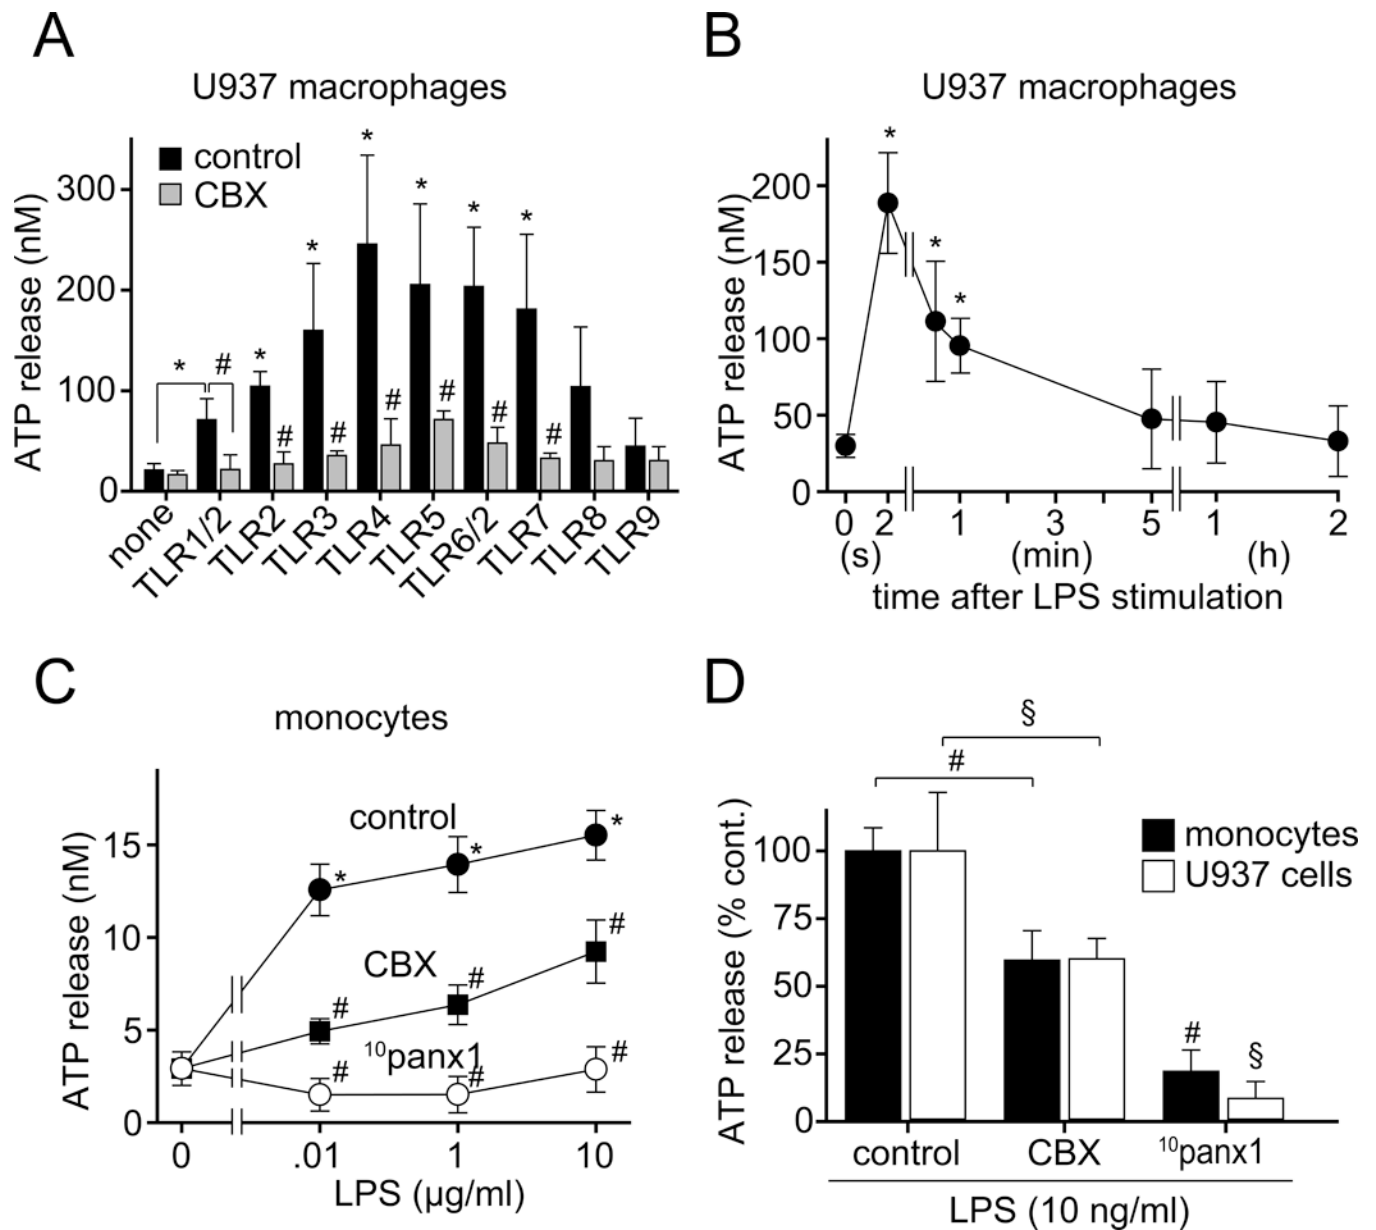 A
U937 macrophages
control
CBX
ATP release (nM)
300
200
100
0
* # * * * * * * *
# # # # # #
none TLR1/2 TLR2 TLR3 TLR4 TLR5 TLR6/2 TLR7 TLR8 TLR9
B
U937 macrophages
ATP release (nM)
200
150
100
50
0
* * *
0 2 1 3 5 1 2
(s) (min) (h)
time after LPS stimulation
C
monocytes
ATP release (nM)
15
10
5
0
control
* * *
CBX
# # #
10panx1
# # #
0 .01 1 10
LPS (µg/ml)
D
§
#
monocytes
U937 cells
ATP release (% cont.)
100
75
50
25
0
# §
control CBX 10panx1
LPS (10 ng/ml)